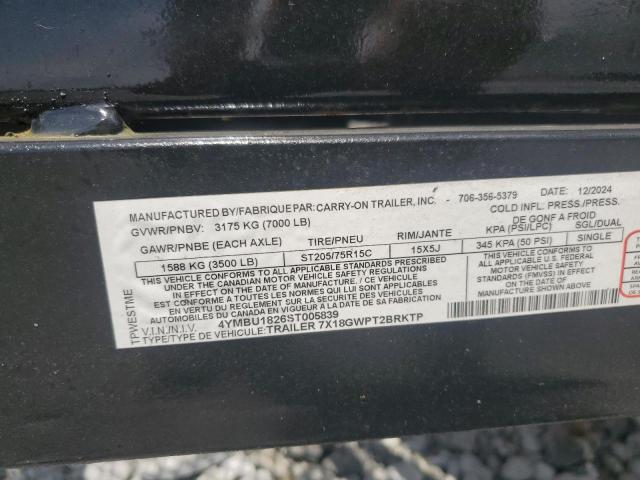 MANUFACTURED BY/FABRIQUE PAR: CARRY-ON TRAILER, INC. - 706-356-5379 DATE: 12/2024
GVWR/PNBV: 3175 KG (7000 LB) COLD INFL. PRESS./PRESS.
DE GONF A FROID
GAWR/PNBE (EACH AXLE) TIRE/PNEU RIM/JANTE KPA (PSI/LPC) SGL/DUAL
1588 KG (3500 LB) ST205/75R15C 15X5J 345 KPA (50 PSI) SINGLE
THIS VEHICLE CONFORMS TO ALL APPLICABLE STANDARDS PRESCRIBED
UNDER THE CANADIAN MOTOR VEHICLE SAFETY REGULATIONS
IN EFFECT ON THE DATE OF MANUFACTURE. / CE VÉHICULE
EST CONFORME À TOUTES LES NORMES QUI LUI SONT
APPLICABLES EN VERTU DU RÈGLEMENT SUR LA SÉCURITÉ DES VÉHICULES
AUTOMOBILES DU CANADA EN VIGUEUR À LA DATE DE SA FABRICATION
THIS VEHICLE CONFORMS TO
ALL APPLICABLE U.S. FEDERAL
MOTOR VEHICLE SAFETY
STANDARDS (FMVSS) IN EFFECT
ON THE DATE OF
MANUFACTURE SHOWN
ABOVE
V.I.N./N.I.V. 4YMBU1826ST005839
TYPE OF VEHICLE/TYPE DE VEHICULE: TRAILER 7X18GWPT2BRKTP
TPWESTME